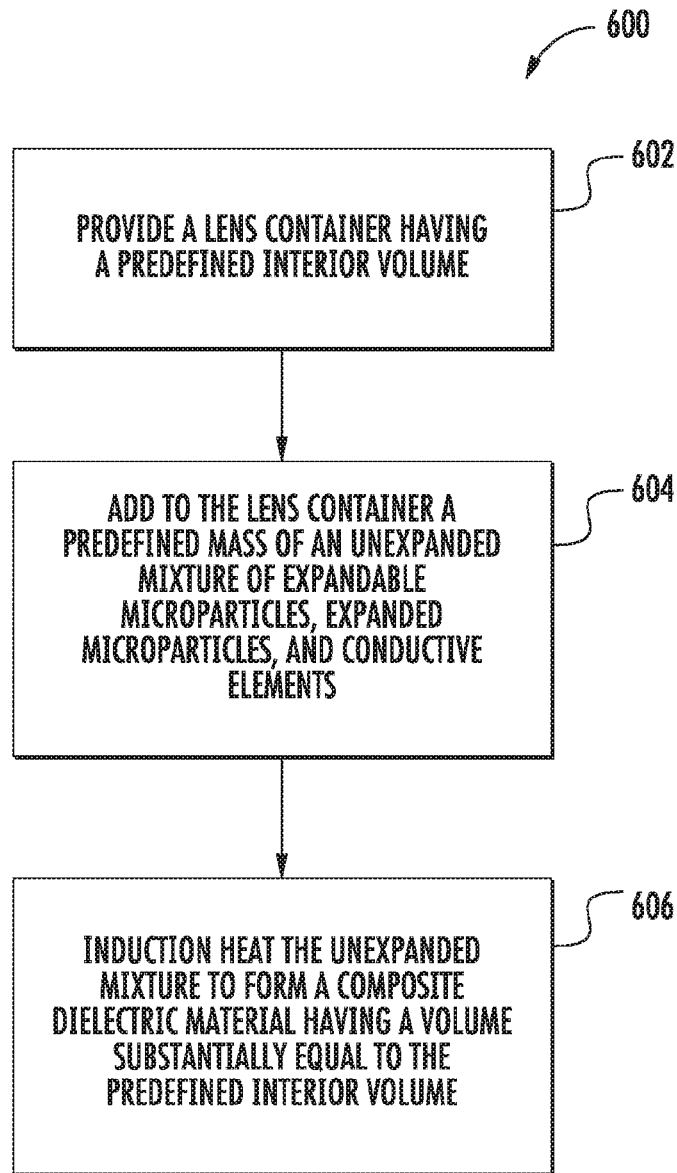 600
602
PROVIDE A LENS CONTAINER HAVING
A PREDEFINED INTERIOR VOLUME
604
ADD TO THE LENS CONTAINER A
PREDEFINED MASS OF AN UNEXPANDED
MIXTURE OF EXPANDABLE
MICROPARTICLES, EXPANDED
MICROPARTICLES, AND CONDUCTIVE
ELEMENTS
606
INDUCTION HEAT THE UNEXPANDED
MIXTURE TO FORM A COMPOSITE
DIELECTRIC MATERIAL HAVING A VOLUME
SUBSTANTIALLY EQUAL TO THE
PREDEFINED INTERIOR VOLUME